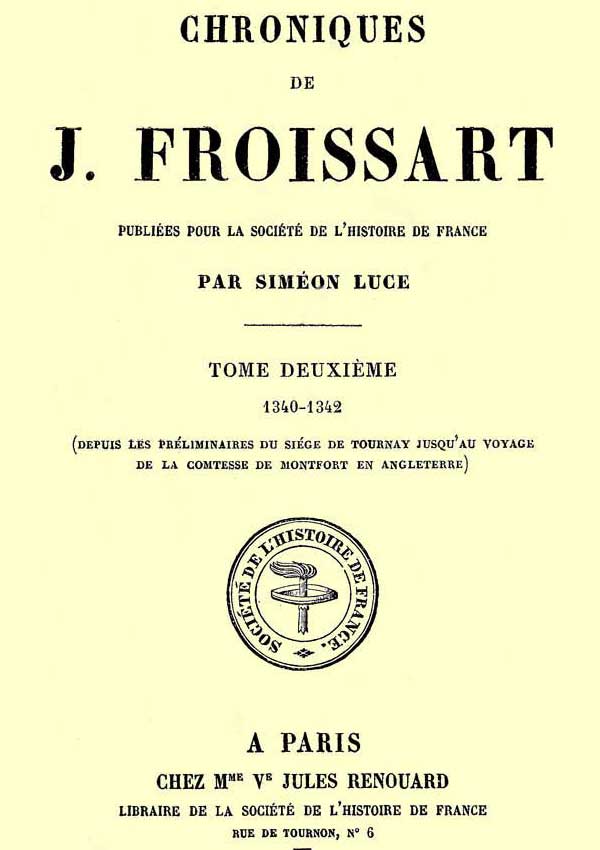 CHRONIQUES
DE
J. FROISSART
PUBLIÉES POUR LA SOCIÉTÉ DE L'HISTOIRE DE FRANCE
PAR SIMÉON LUCE
TOME DEUXIÈME
1340-1342
(DEPUIS LES PRÉLIMINAIRES DU SIÉGE DE TOURNAY JUSQU'AU VOYAGE
DE LA COMTESSE DE MONTFORT EN ANGLETERRE)
SOCIÉTÉ DE L'HISTOIRE DE FRANCE.
A PARIS
CHEZ MME VE JULES RENOUARD
LIBRAIRE DE LA SOCIÉTÉ DE L'HISTOIRE DE FRANCE
RUE DE TOURNON, N° 6